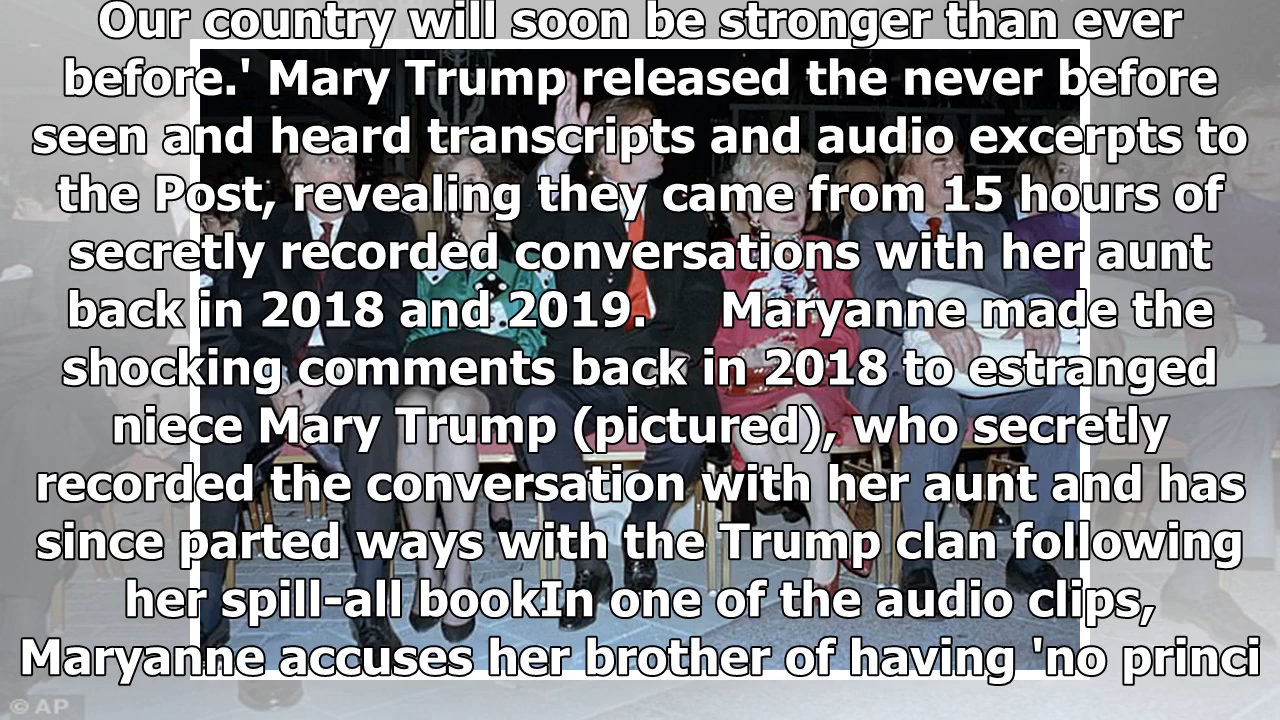 Our country will soon be stronger than ever
before.' Mary Trump released the never before
seen and heard transcripts and audio excerpts to
the Post, revealing they came from 15 hours of
secretly recorded conversations with her aunt
back in 2018 and 2019.     Maryanne made the
shocking comments back in 2018 to estranged
niece Mary Trump (pictured), who secretly
recorded the conversation with her aunt and has
since parted ways with the Trump clan following
her spill-all bookIn one of the audio clips,
Maryanne accuses her brother of having 'no princi
© AP